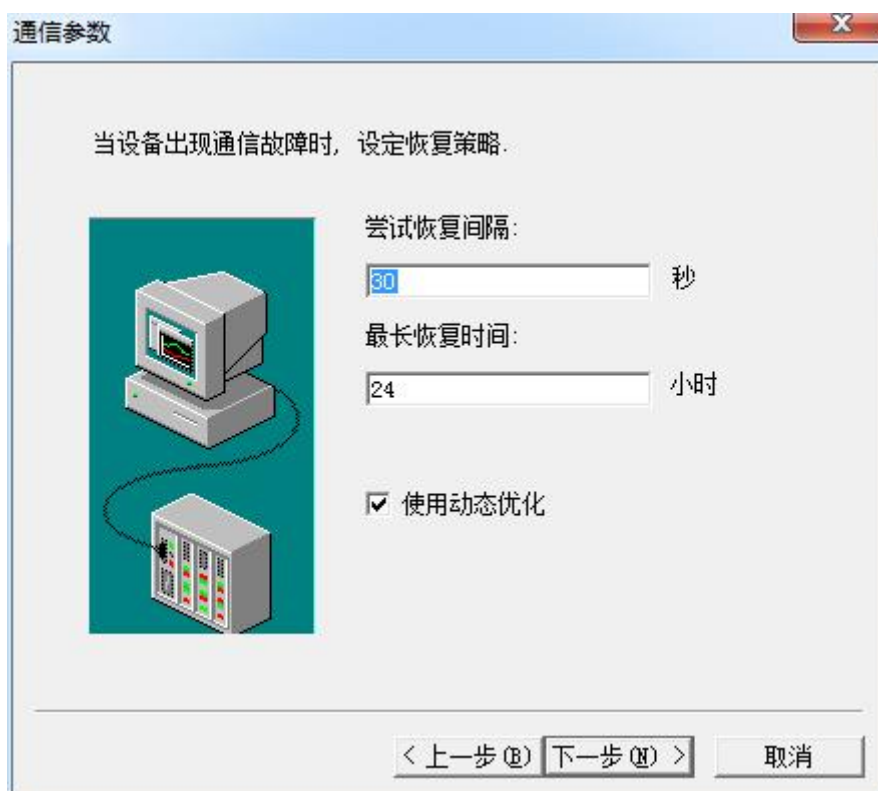 通信参数
当设备出现通信故障时，设定恢复策略.
尝试恢复间隔:
30 秒
最长恢复时间:
24 小时
使用动态优化
< 上一步(B) 下一步(N) > 取消